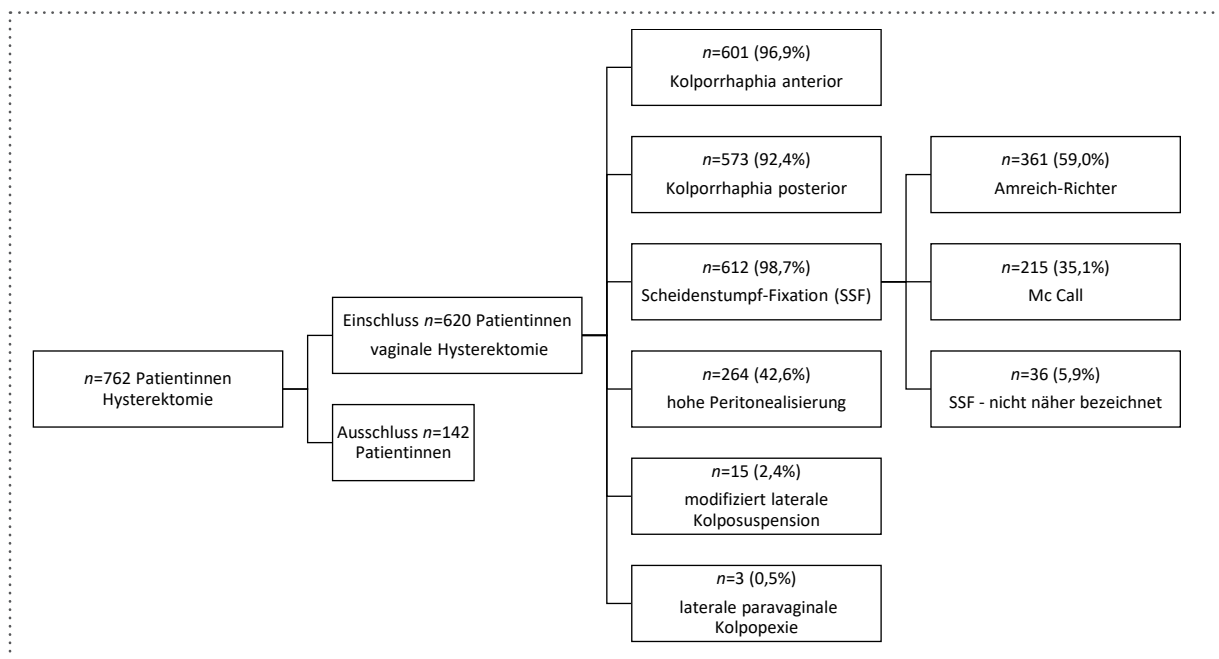 n=762 Patientinnen
Hysterektomie
Einschluss n=620 Patientinnen
vaginale Hysterektomie
Ausschluss n=142
Patientinnen
n=601 (96,9%)
Kolporrhaphia anterior
n=573 (92,4%)
Kolporrhaphia posterior
n=612 (98,7%)
Scheidenstumpf-Fixation (SSF)
n=264 (42,6%)
hohe Peritonealisierung
n=15 (2,4%)
modifiziert laterale
Kolposuspension
n=3 (0,5%)
laterale paravaginale
Kolpopexie
n=361 (59,0%)
Amreich-Richter
n=215 (35,1%)
Mc Call
n=36 (5,9%)
SSF - nicht näher bezeichnet